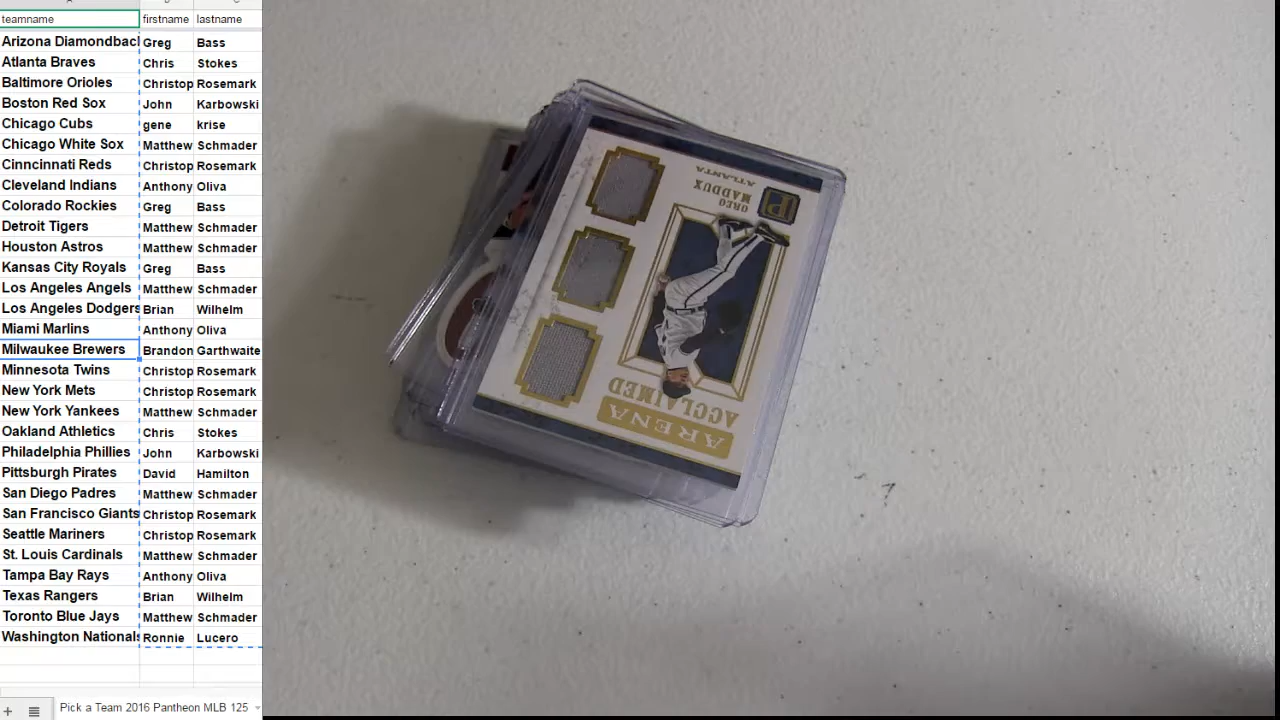 teamname firstname lastname
Arizona Diamondbacl Greg Bass
Atlanta Braves Chris Stokes
Baltimore Orioles Christop Rosemark
Boston Red Sox John Karbowski
Chicago Cubs gene krise
Chicago White Sox Matthew Schmader
Cinncincnati Reds Christop Rosemark
Cleveland Indians Anthony Oliva
Colorado Rockies Greg Bass
Detroit Tigers Matthew Schmader
Houston Astros Matthew Schmader
Kansas City Royals Greg Bass
Los Angeles Angels Matthew Schmader
Los Angeles Dodgers Brian Wilhelm
Miami Marlins Anthony Oliva
Milwaukee Brewers Brandon Garthwaite
Minnesota Twins Christop Rosemark
New York Mets Christop Rosemark
New York Yankees Matthew Schmader
Oakland Athletics Chris Stokes
Philadelphia Phillies John Karbowski
Pittsburgh Pirates David Hamilton
San Diego Padres Matthew Schmader
San Francisco Giants Christop Rosemark
Seattle Mariners Christop Rosemark
St. Louis Cardinals Matthew Schmader
Tampa Bay Rays Anthony Oliva
Texas Rangers Brian Wilhelm
Toronto Blue Jays Matthew Schmader
Washington Nationals Ronnie Lucero
Pick a Team 2016 Pantheon MLB 125
ARENA
ACCLAIMED
P
GREG
MADDUX
ATLANTA